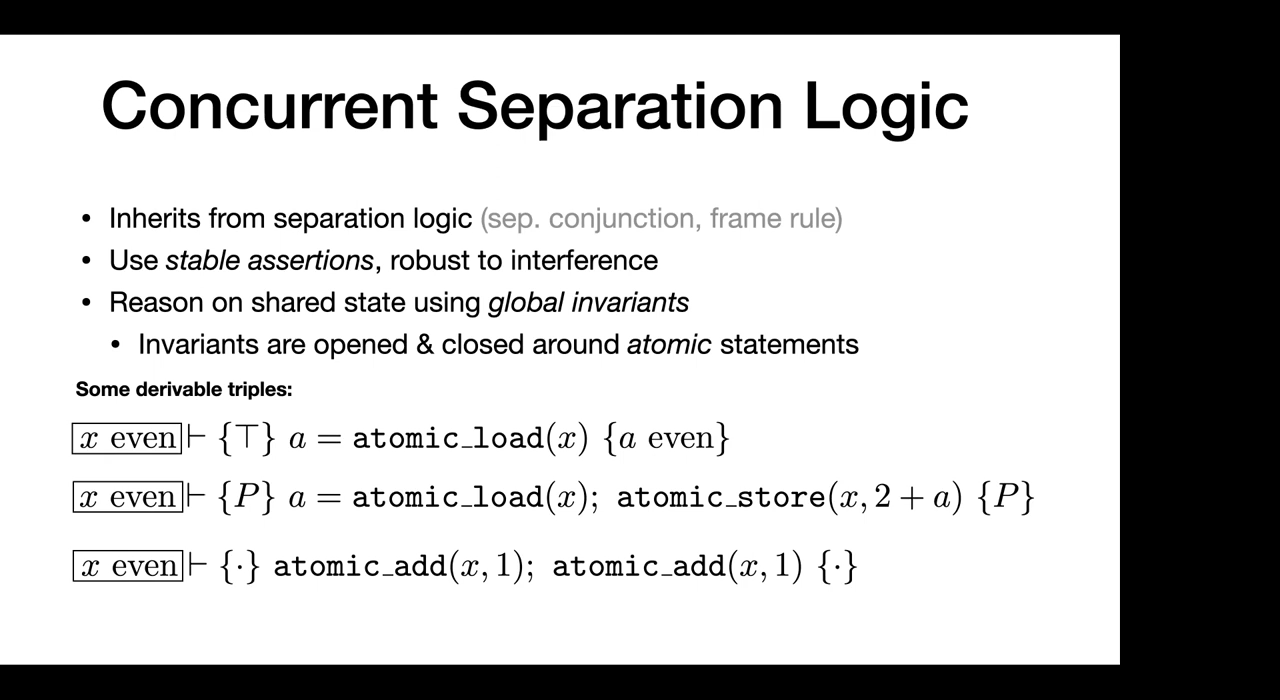 Concurrent Separation Logic
• Inherits from separation logic (sep. conjunction, frame rule)
• Use stable assertions, robust to interference
• Reason on shared state using global invariants
• Invariants are opened & closed around atomic statements
Some derivable triples:
x even ⊢ {⊤} a = atomic_load(x) {a even}
x even ⊢ {P} a = atomic_load(x); atomic_store(x, 2 + a) {P}
x even ⊢ {·} atomic_add(x, 1); atomic_add(x, 1) {·}